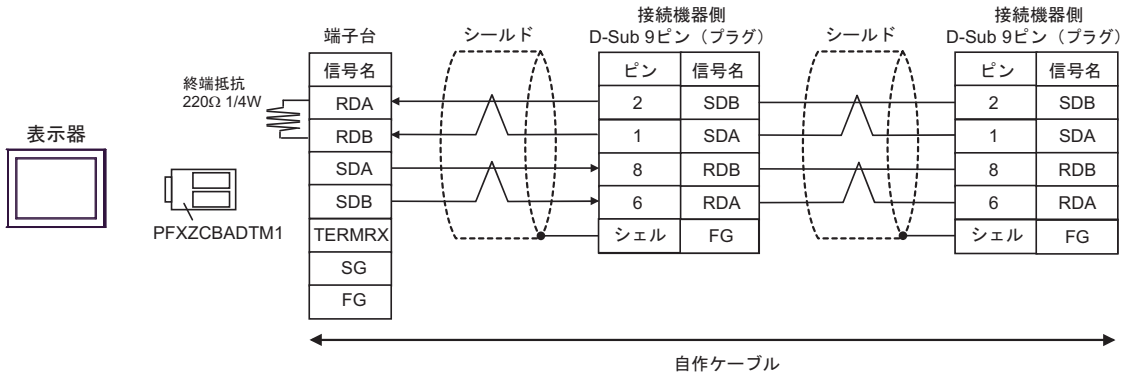 接続機器側
D-Sub 9ピン（プラグ）
接続機器側
D-Sub 9ピン（プラグ）
端子台
シールド
シールド
信号名
ピン 信号名
ピン 信号名
終端抵抗
220Ω 1/4W
RDA
2 SDB
2 SDB
表示器
RDB
1 SDA
1 SDA
SDA
8 RDB
8 RDB
SDB
6 RDA
6 RDA
PFXZCBADTM1
TERMRX
シェル FG
シェル FG
SG
FG
自作ケーブル